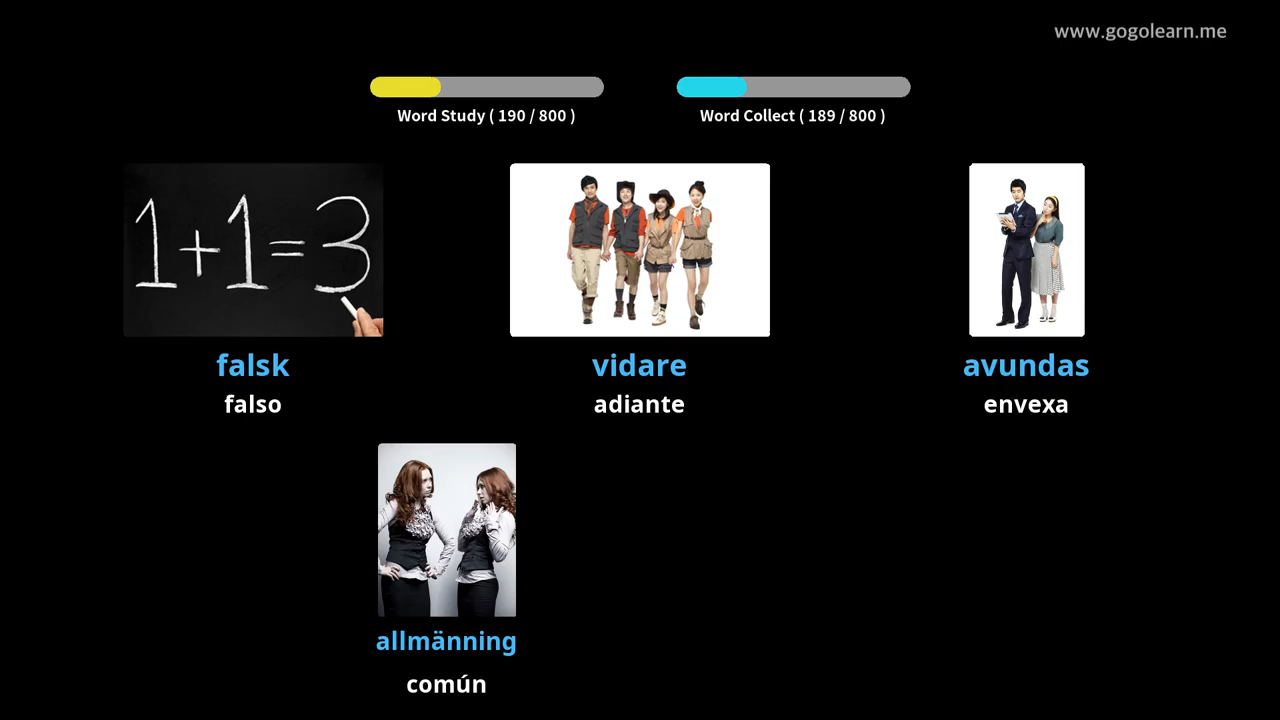 www.gogolearn.me
Word Study ( 190 / 800 )
Word Collect ( 189 / 800 )
1+1=3
falsk
falso
vidare
adiante
avundas
envexa
allmänning
común